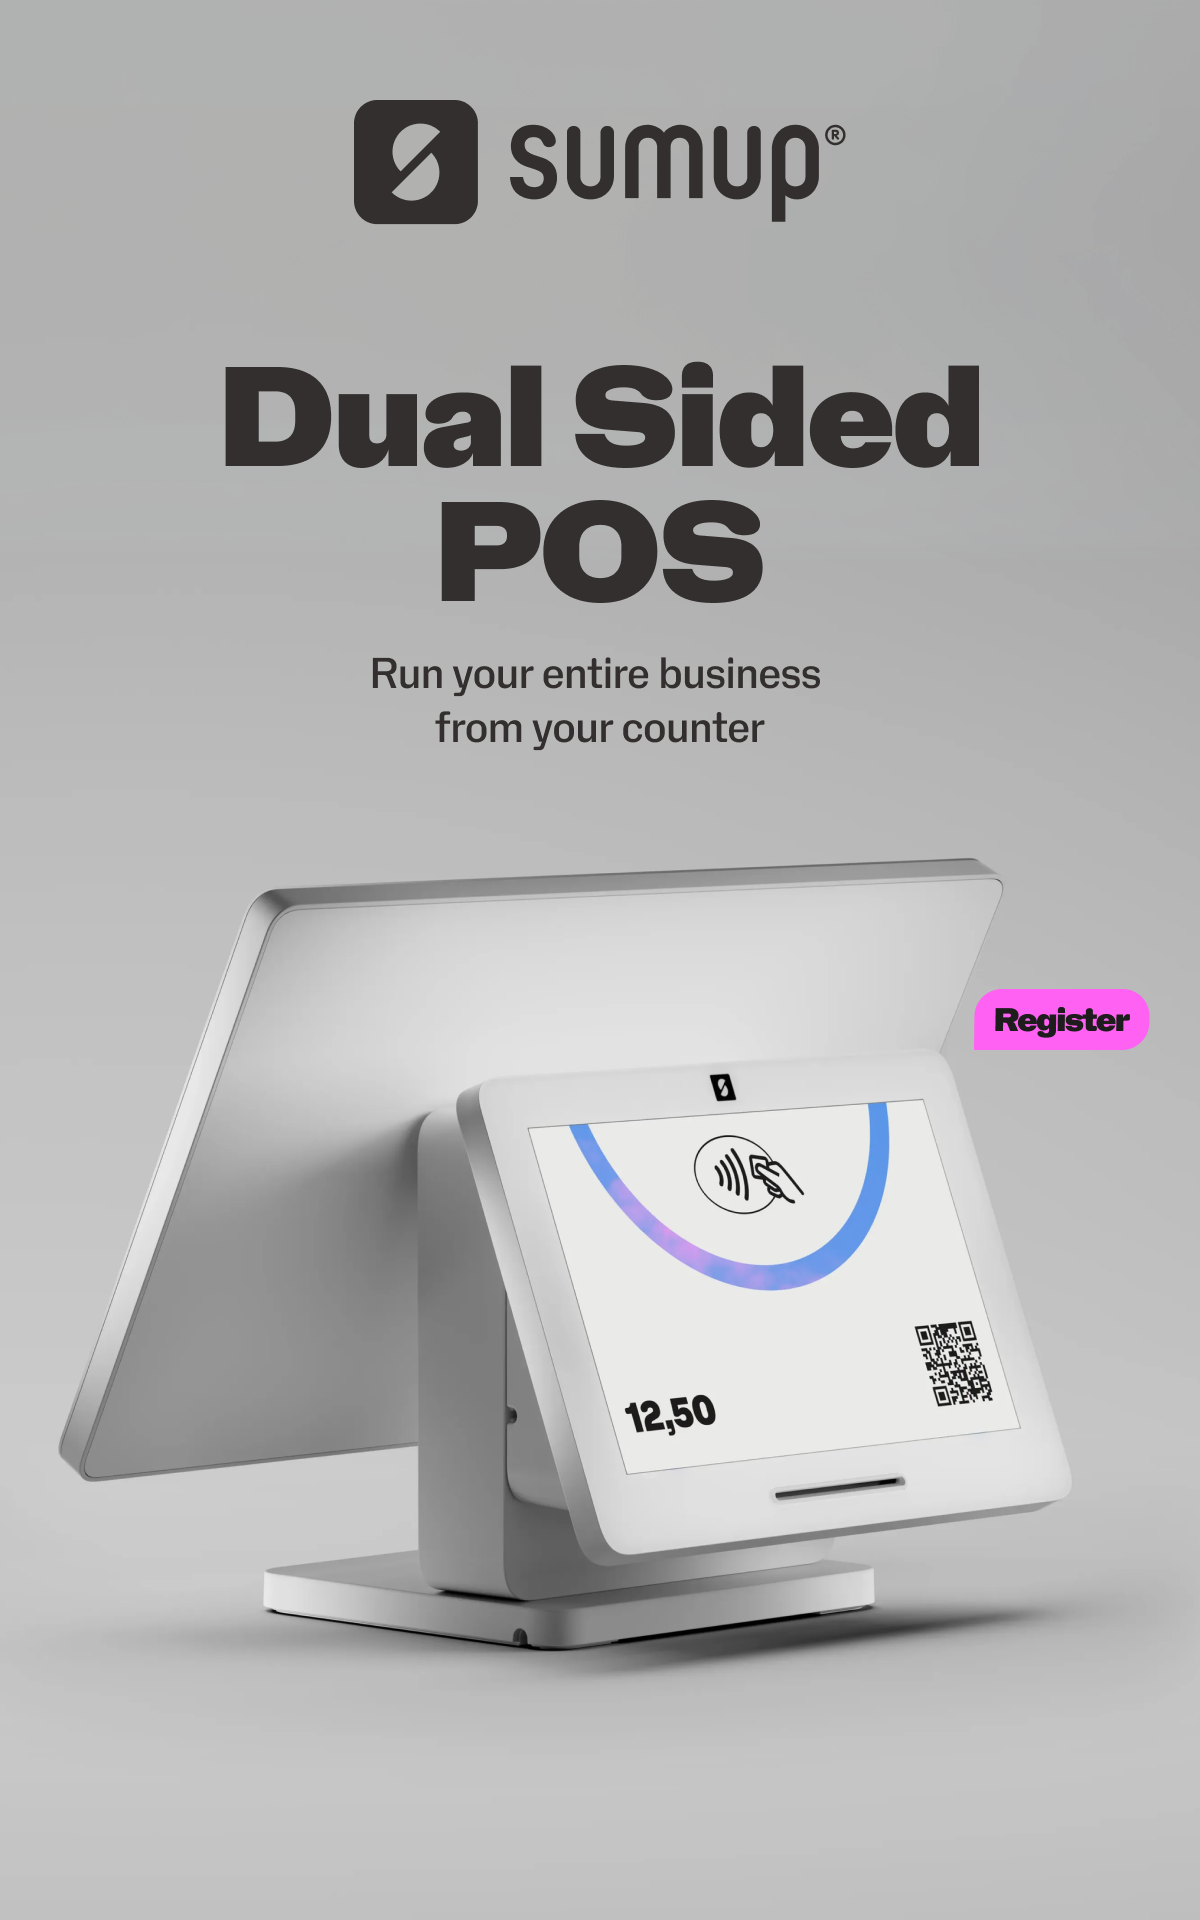 sumup®
Dual Sided
POS
Run your entire business
from your counter
Register
12,50